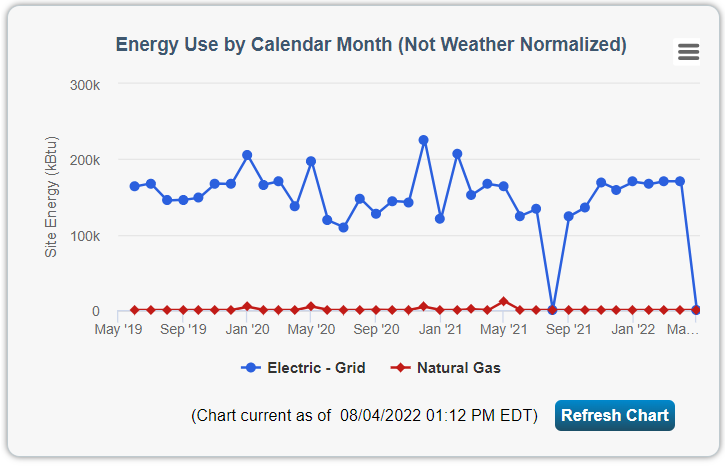 Energy Use by Calendar Month (Not Weather Normalized)
Site Energy (kBtu)
300k
200k
100k
0
May '19 Sep '19 Jan '20 May '20 Sep '20 Jan '21 May '21 Sep '21 Jan '22 Ma...
Electric - Grid Natural Gas
(Chart current as of 08/04/2022 01:12 PM EDT) Refresh Chart